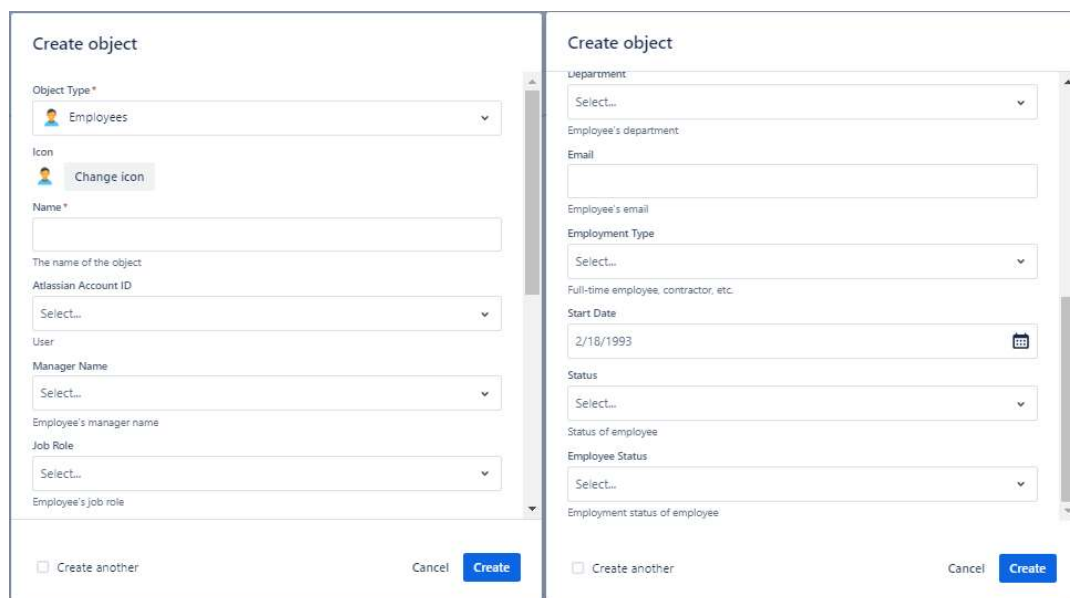 Create object
Object Type *
Employees
Icon
Change icon
Name *
The name of the object
Atlassian Account ID
Select...
User
Manager Name
Select...
Employee's manager name
Job Role
Select...
Employee's job role
Create another
Cancel
Create
Create object
Department
Select...
Employee's department
Email
Employee's email
Employment Type
Select...
Full-time employee, contractor, etc.
Start Date
2/18/1993
Status
Select...
Status of employee
Employee Status
Select...
Employment status of employee
Create another
Cancel
Create